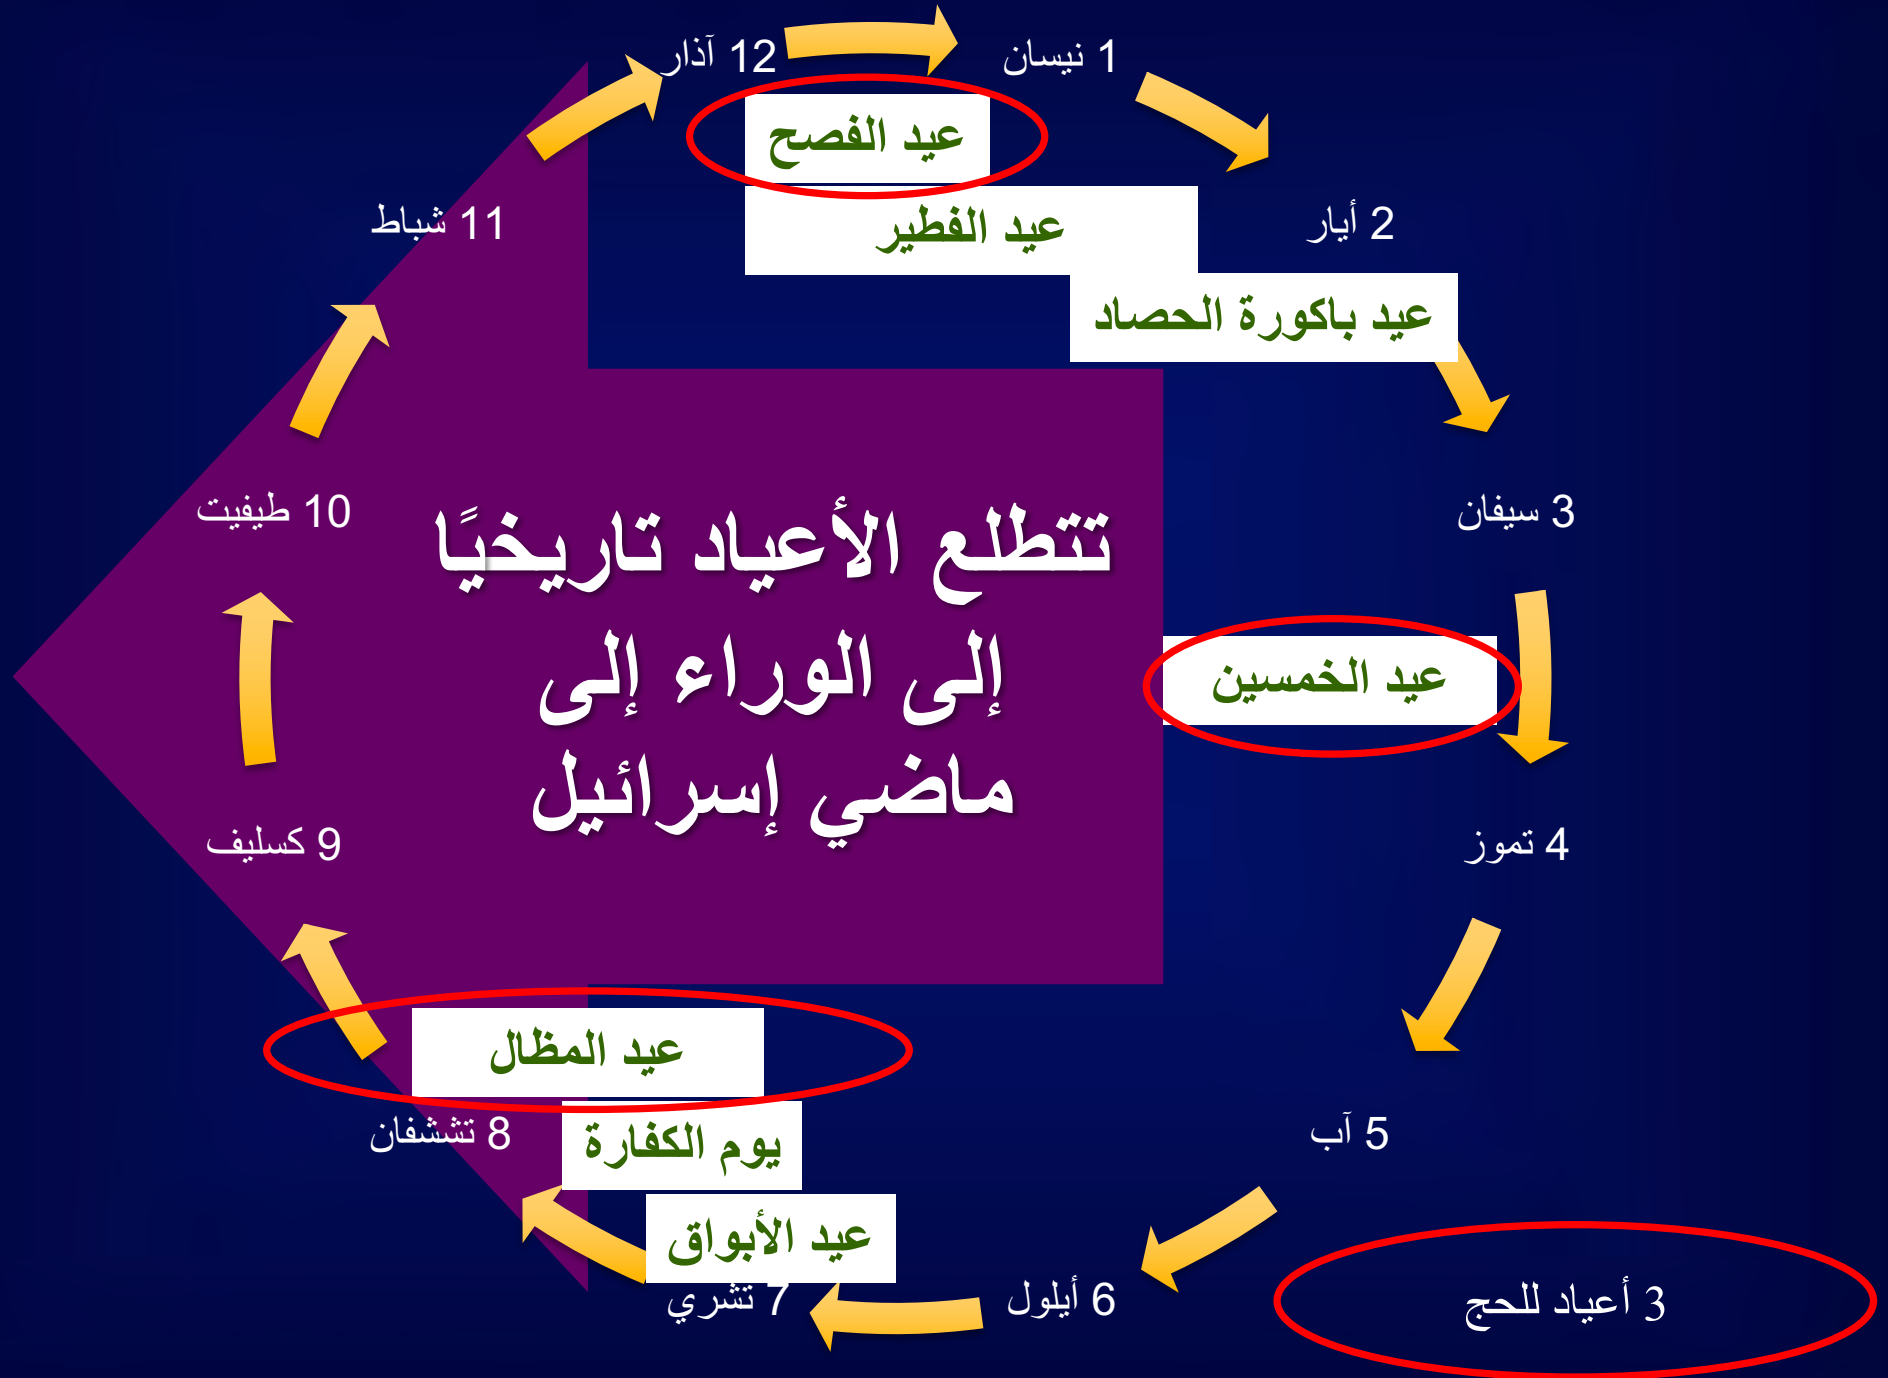 1 نيسان
2 أيار
3 سيفان
4 تموز
5 آب
6 أيلول
7 تشري
8 تششفان
9 كسليف
10 طيفيت
11 شباط
12 آذار
عيد الفصح
عيد الفطير
عيد باكورة الحصاد
عيد الخمسين
تتطلع الأعياد تاريخيًا
إلى الوراء إلى
ماضي إسرائيل
عيد المظال
يوم الكفارة
عيد الأبواق
3 أعياد للحج